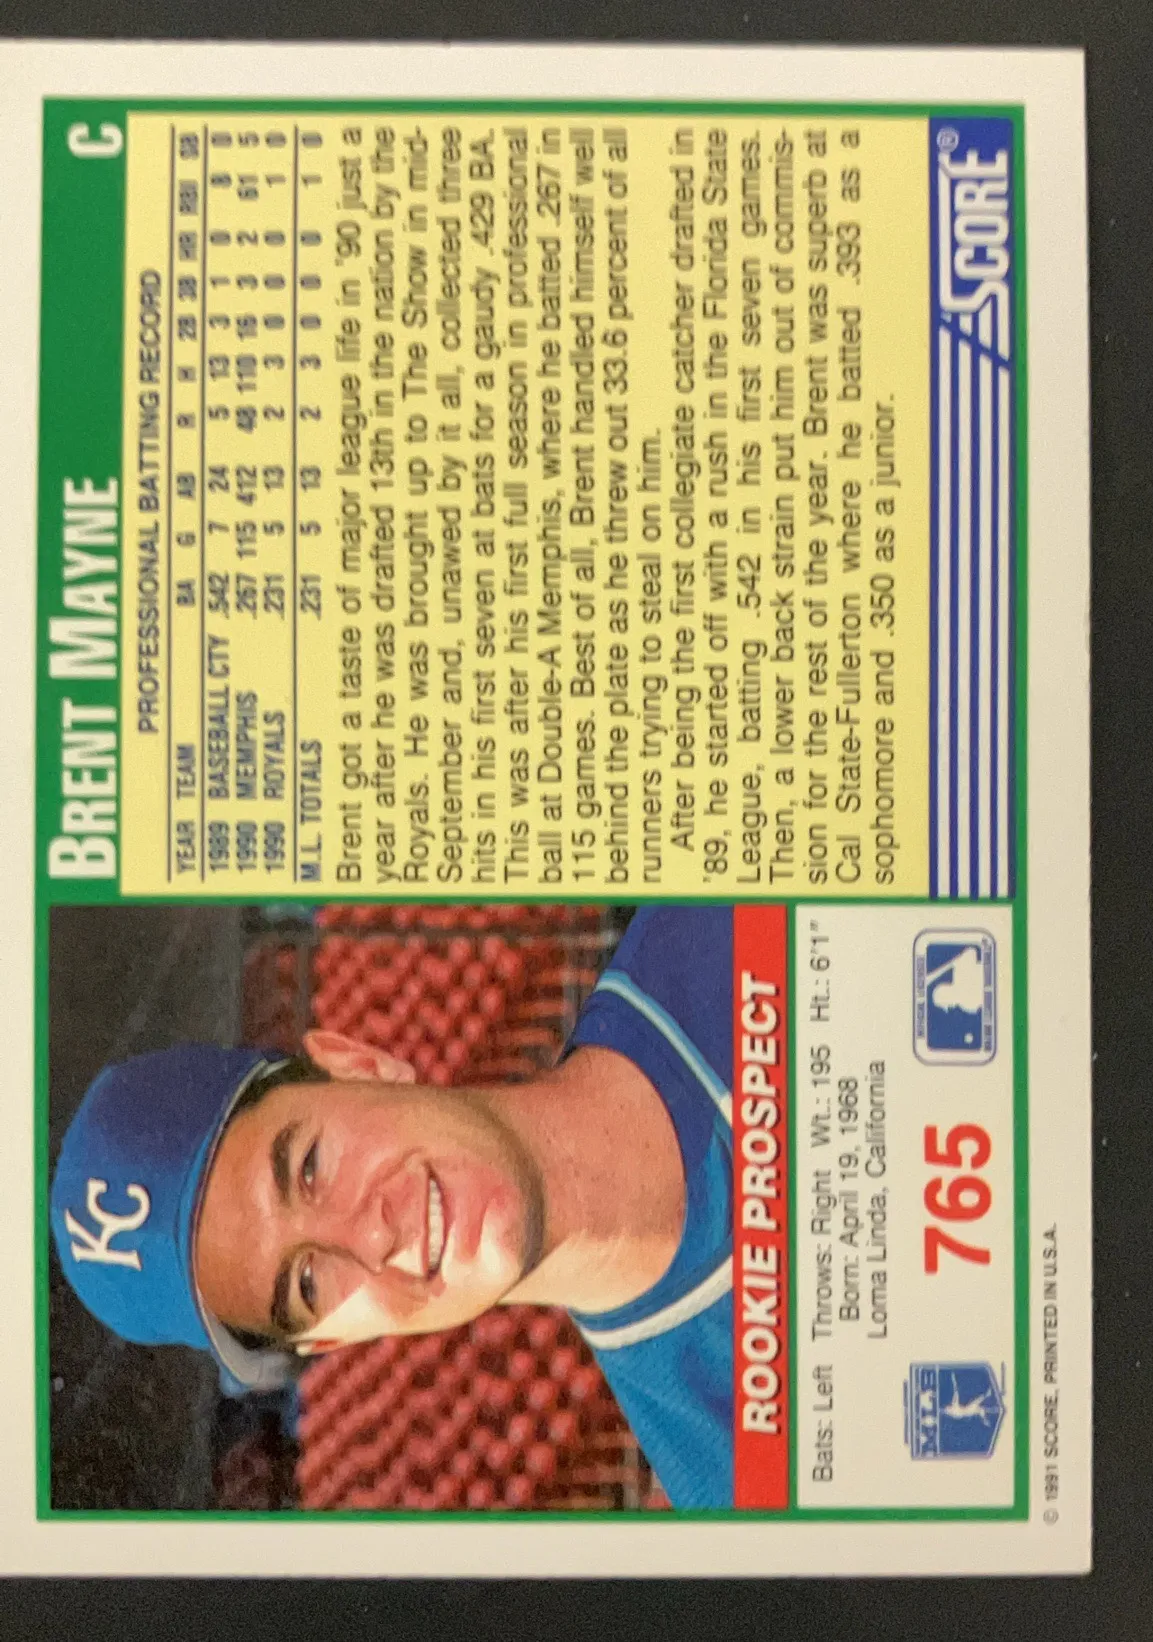 BRENT MAYNE C
PROFESSIONAL BATTING RECORD
YEAR TEAM BA G AB R H 2B 3B HR RBI SB
1989 BASEBALL CTY .542 7 24 5 13 3 1 0 8 0
1990 MEMPHIS .267 115 412 48 110 16 3 2 61 5
1990 ROYALS .231 5 13 2 3 0 0 0 1 0
M.L. TOTALS .231 5 13 2 3 0 0 0 1 0
Brent got a taste of major league life in '90 just a
year after he was drafted 13th in the nation by the
Royals. He was brought up to The Show in mid-
September and, unawed by it all, collected three
hits in his first seven at bats for a gaudy .429 BA.
This was after his first full season in professional
ball at Double-A Memphis, where he batted .267 in
115 games. Best of all, Brent handled himself well
behind the plate as he threw out 33.6 percent of all
runners trying to steal on him.
After being the first collegiate catcher drafted in
'89, he started off with a rush in the Florida State
League, batting .542 in his first seven games.
Then, a lower back strain put him out of commis-
sion for the rest of the year. Brent was superb at
Cal State-Fullerton where he batted .393 as a
sophomore and .350 as a junior.
SCORE®
KC
ROOKIE PROSPECT
Bats: Left Throws: Right Wt.: 195 Ht.: 6'1"
Born: April 19, 1968
Loma Linda, California
765
© 1991 SCORE, PRINTED IN U.S.A.